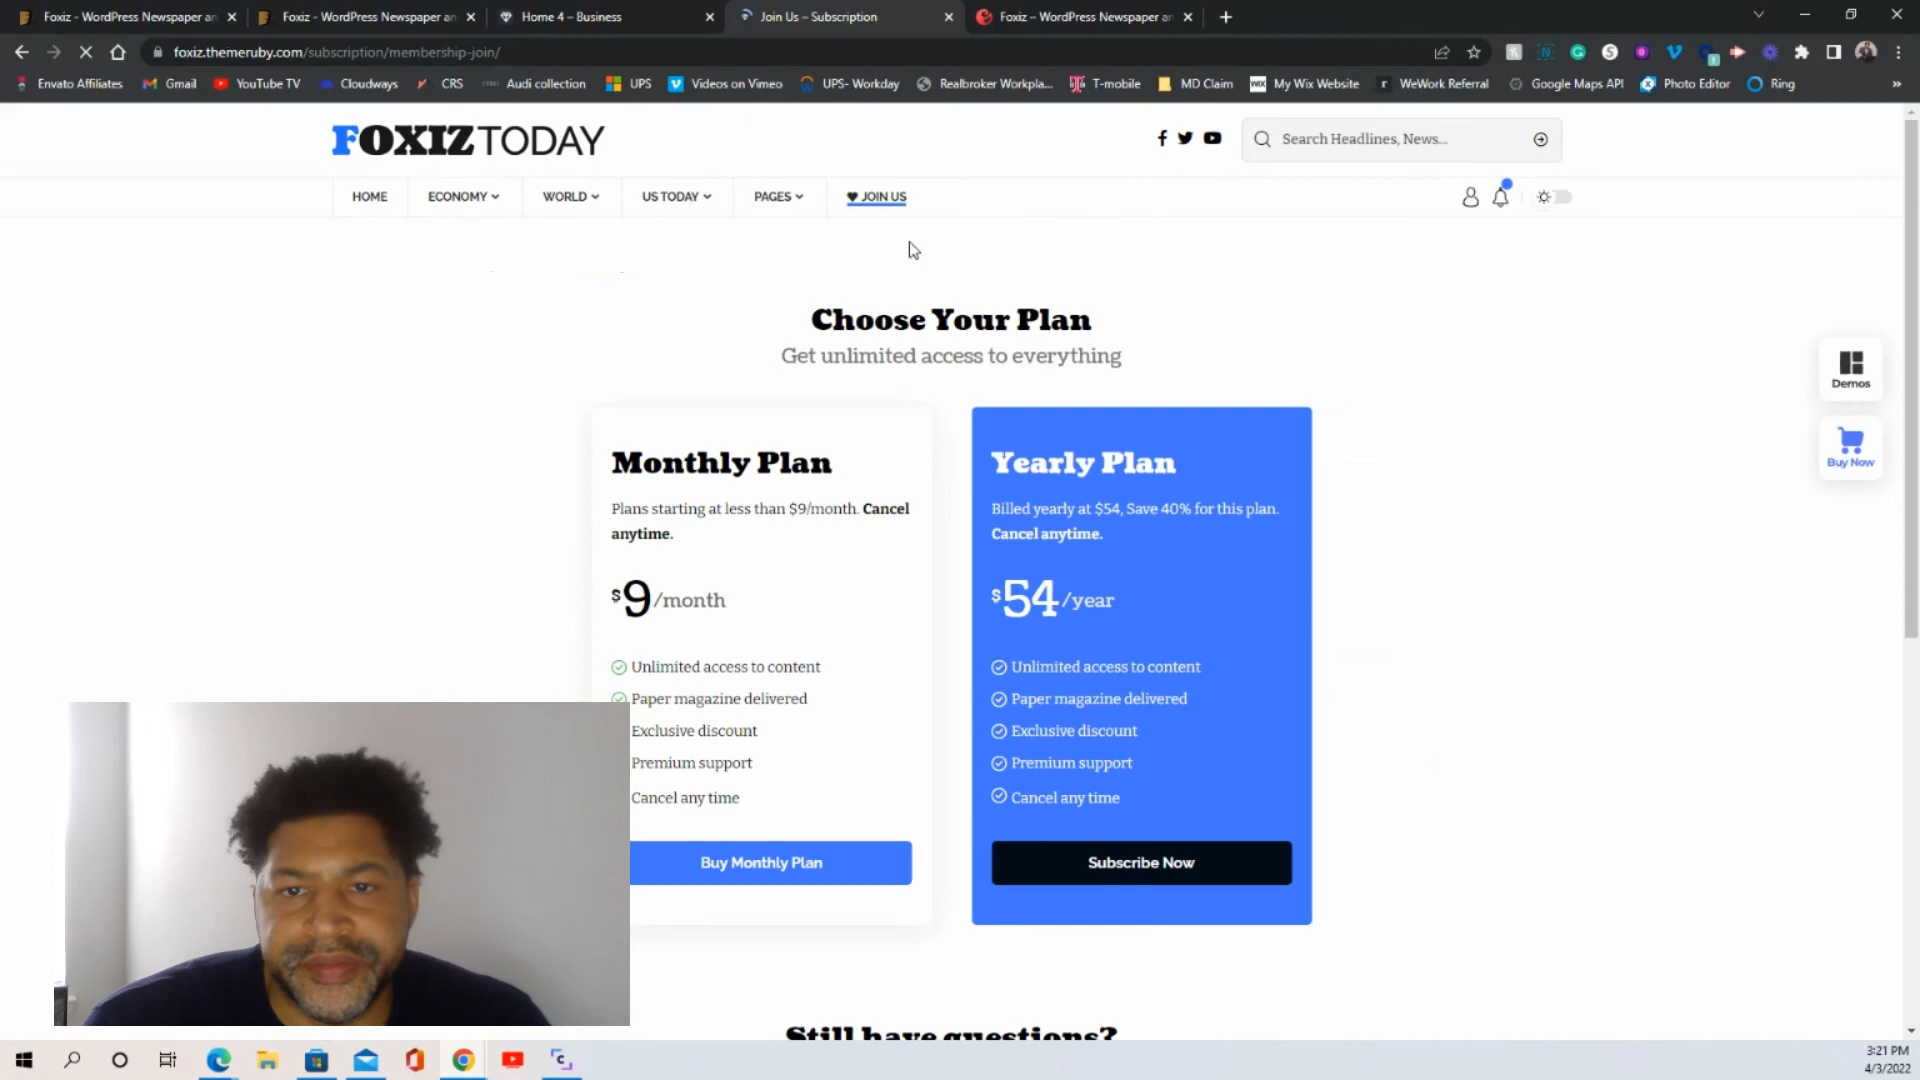 Foxiz - WordPress Newspaper an
Foxiz - WordPress Newspaper an
Home 4 – Business
Join Us – Subscription
Foxiz – WordPress Newspaper an
foxiz.themeruby.com/subscription/membership-join/
Envato Affiliates
Gmail
YouTube TV
Cloudways
CRS
Audi collection
UPS
Videos on Vimeo
UPS- Workday
Realbroker Workpla...
T-mobile
MD Claim
My Wix Website
WeWork Referral
Google Maps API
Photo Editor
Ring
FOXIZ TODAY
Search Headlines, News...
HOME
ECONOMY
WORLD
US TODAY
PAGES
JOIN US
Choose Your Plan
Get unlimited access to everything
Demos
Buy Now
Monthly Plan
Plans starting at less than $9/month. Cancel
anytime.
$9/month
Unlimited access to content
Paper magazine delivered
Exclusive discount
Premium support
Cancel any time
Buy Monthly Plan
Yearly Plan
Billed yearly at $54, Save 40% for this plan.
Cancel anytime.
$54/year
Unlimited access to content
Paper magazine delivered
Exclusive discount
Premium support
Cancel any time
Subscribe Now
Still have questions?
3:21 PM
4/3/2022